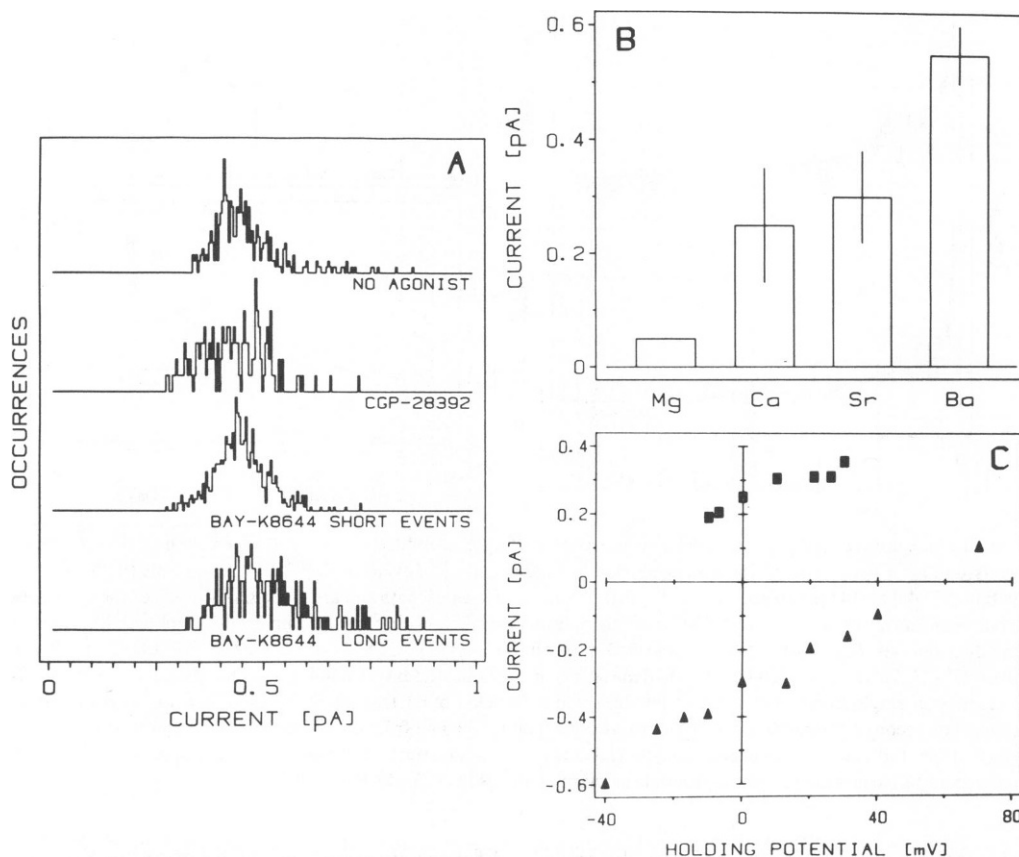 A
OCCURRENCES
NO AGONIST
CGP-28392
BAY-K8644 SHORT EVENTS
BAY-K8644 LONG EVENTS
0 0.5 1
CURRENT [pA]
B
CURRENT [pA]
0.6
0.4
0.2
0
Mg Ca Sr Ba
C
CURRENT [pA]
0.4
0.2
0
-0.2
-0.4
-0.6
-40 0 40 80
HOLDING POTENTIAL [mV]